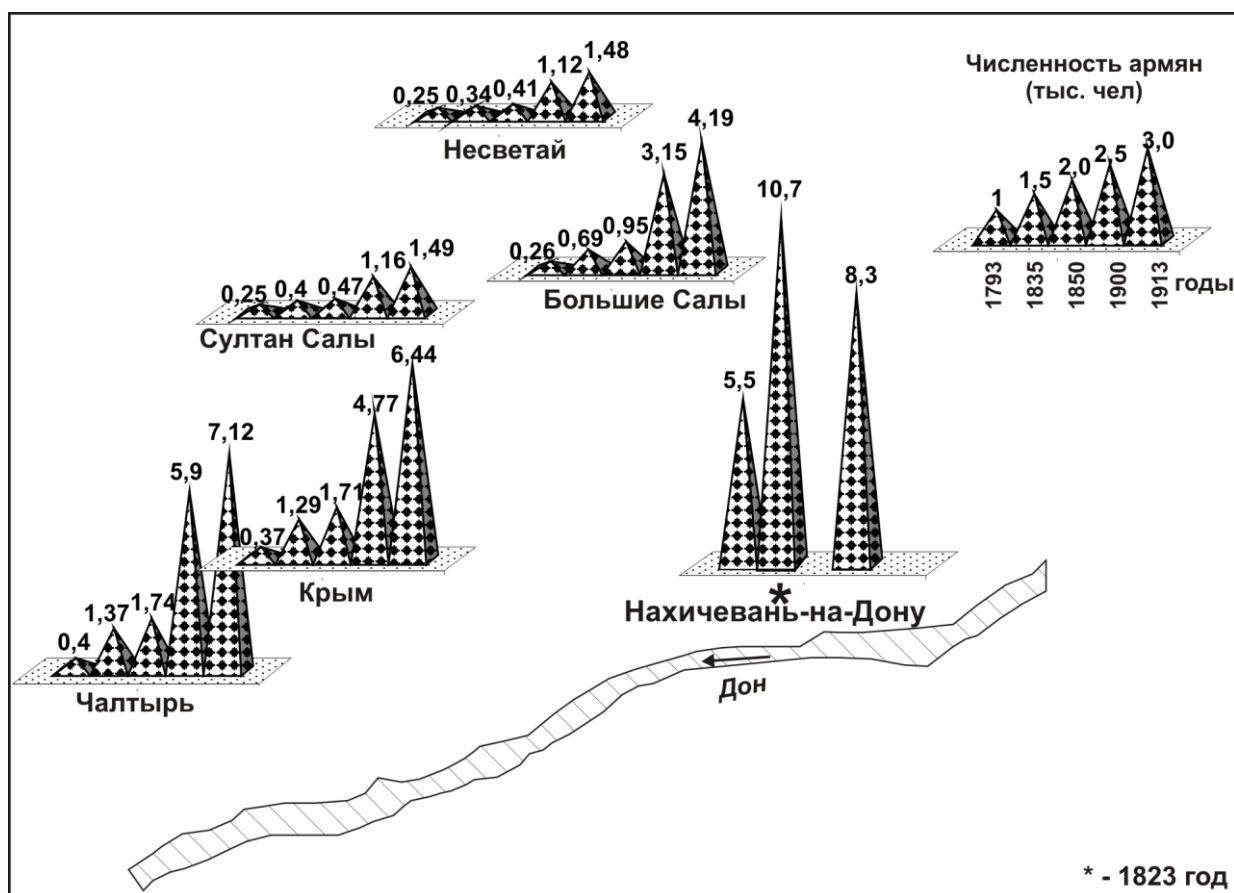 0,25 0,34 0,41 1,12 1,48
Несветай
Численность армян
(тыс. чел)
1 1,5 2,0 2,5 3,0
1793 1835 1850 1900 1913 годы
0,26 0,69 0,95 3,15 4,19
Большие Салы
0,25 0,4 0,47 1,16 1,49
Султан Салы
5,5 10,7 8,3
*
Нахичевань-на-Дону
0,37 1,29 1,71 4,77 6,44
Крым
0,4 1,37 1,74 5,9 7,12
Чалтырь
Дон
* - 1823 год